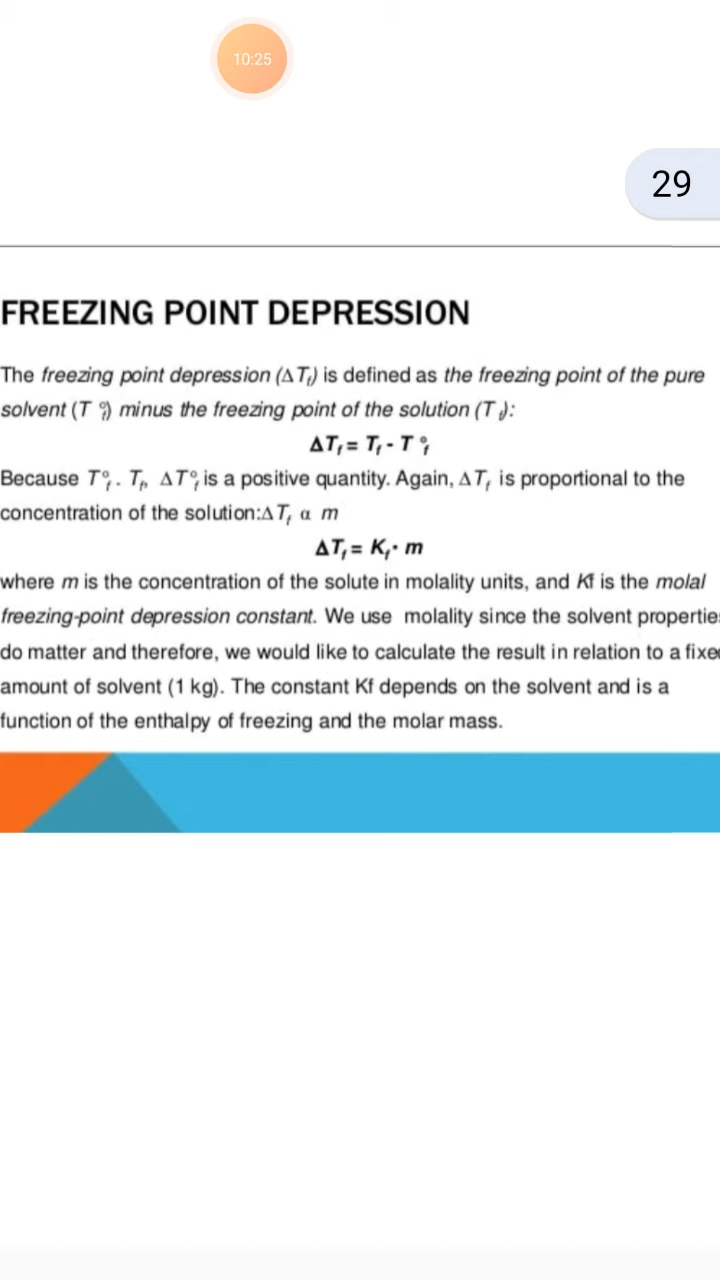 10:25
29
FREEZING POINT DEPRESSION
The freezing point depression (ΔTf) is defined as the freezing point of the pure
solvent (T °f) minus the freezing point of the solution (T f):
ΔTf = Tf - T °f
Because T°f . Tf, ΔT°f is a positive quantity. Again, ΔTf is proportional to the
concentration of the solution:ΔTf α m
ΔTf = Kf· m
where m is the concentration of the solute in molality units, and Kf is the molal
freezing-point depression constant. We use molality since the solvent propertie
do matter and therefore, we would like to calculate the result in relation to a fixe
amount of solvent (1 kg). The constant Kf depends on the solvent and is a
function of the enthalpy of freezing and the molar mass.